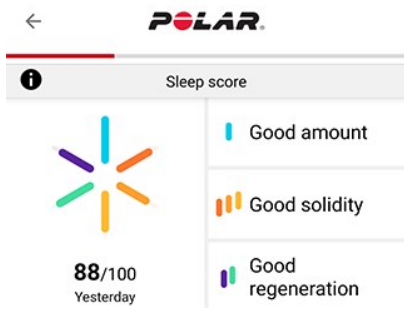 POLAR.
Sleep score
Good amount
Good solidity
88/100
Yesterday
Good
regeneration